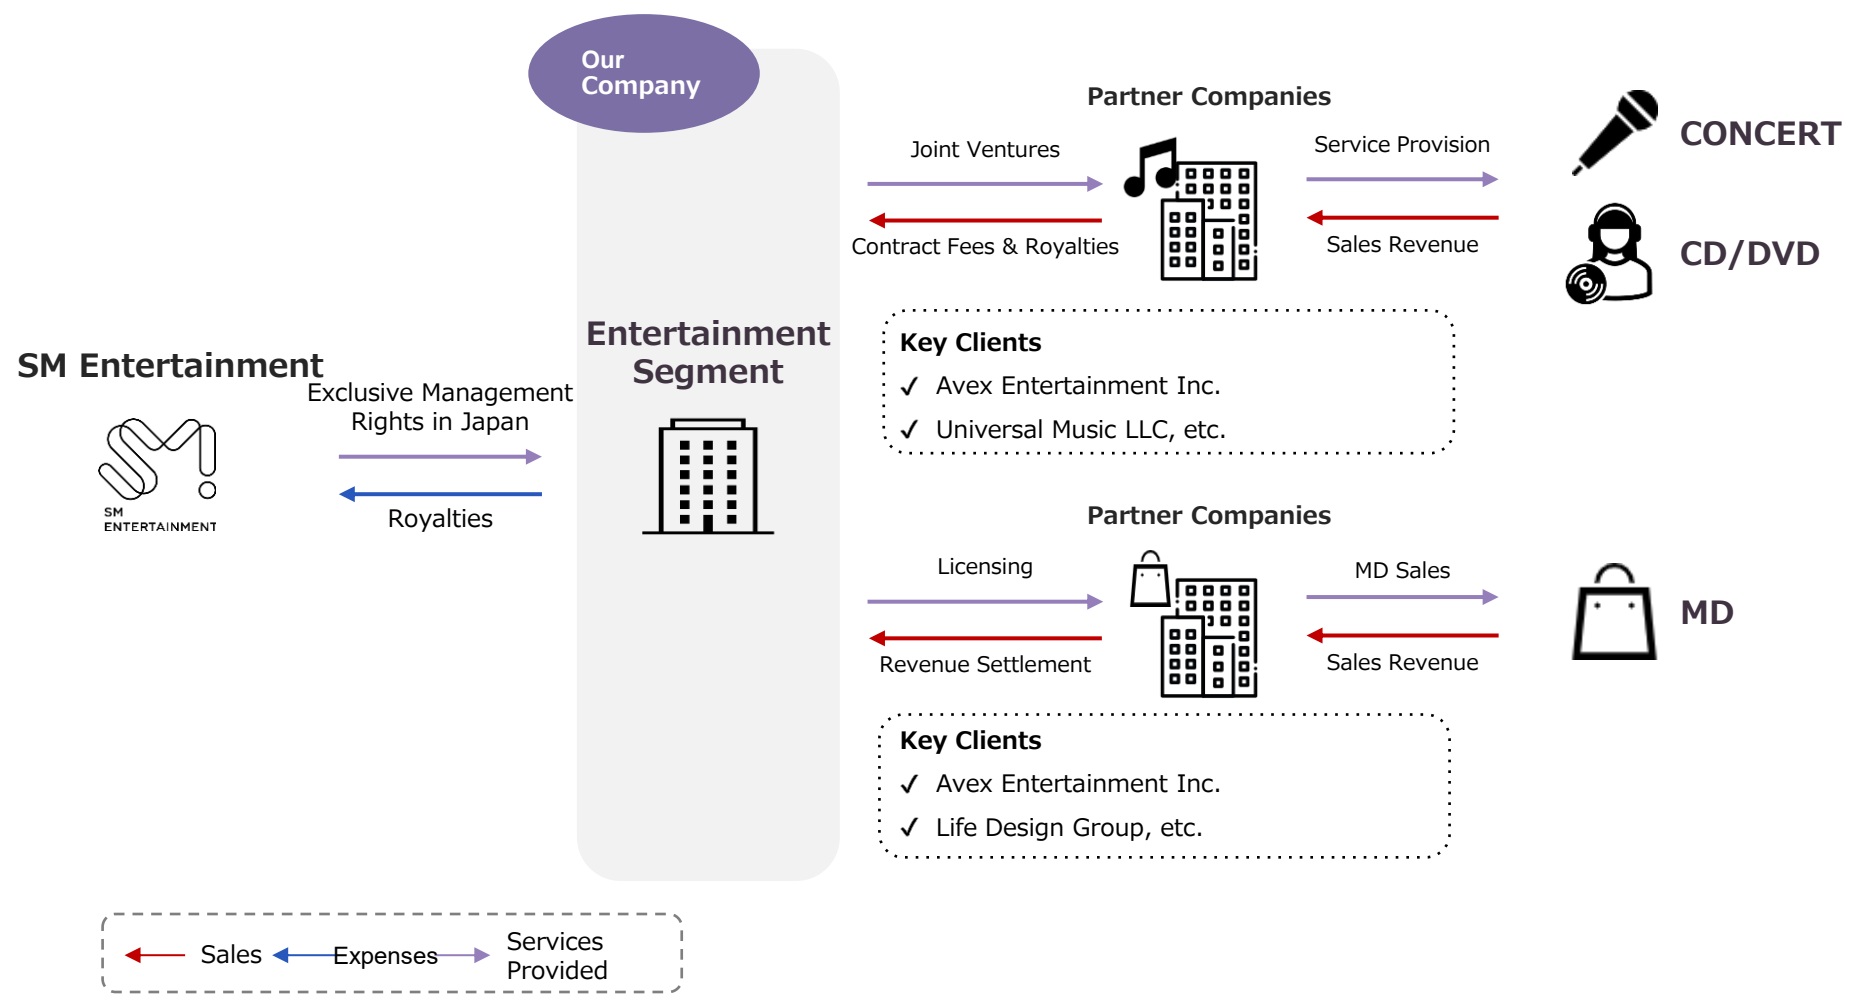 Our
Company
SM Entertainment
SM
ENTERTAINMENT
Exclusive Management
Rights in Japan
Royalties
Entertainment
Segment
Partner Companies
Joint Ventures
Contract Fees & Royalties
Service Provision
Sales Revenue
CONCERT
CD/DVD
Key Clients
✓ Avex Entertainment Inc.
✓ Universal Music LLC, etc.
Partner Companies
Licensing
Revenue Settlement
MD Sales
Sales Revenue
MD
Key Clients
✓ Avex Entertainment Inc.
✓ Life Design Group, etc.
Sales
Expenses
Services
Provided